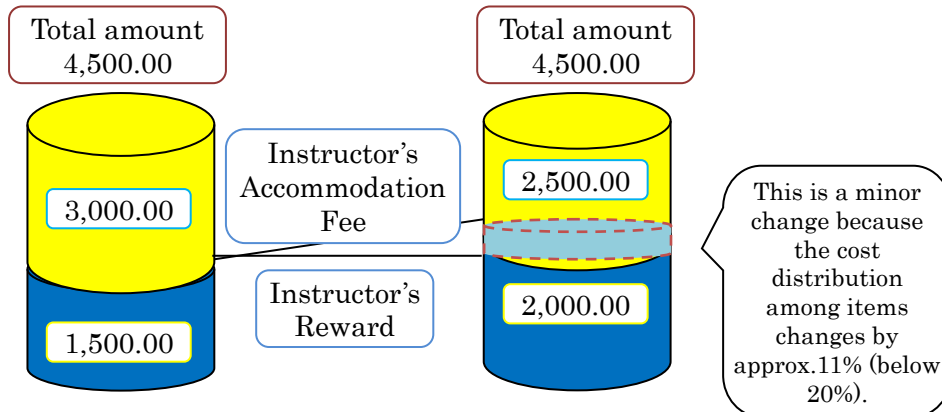 Total amount
4,500.00
Total amount
4,500.00
Instructor's
Accommodation
Fee
3,000.00
2,500.00
Instructor's
Reward
1,500.00
2,000.00
This is a minor
change because
the cost
distribution
among items
changes by
approx.11% (below
20%).